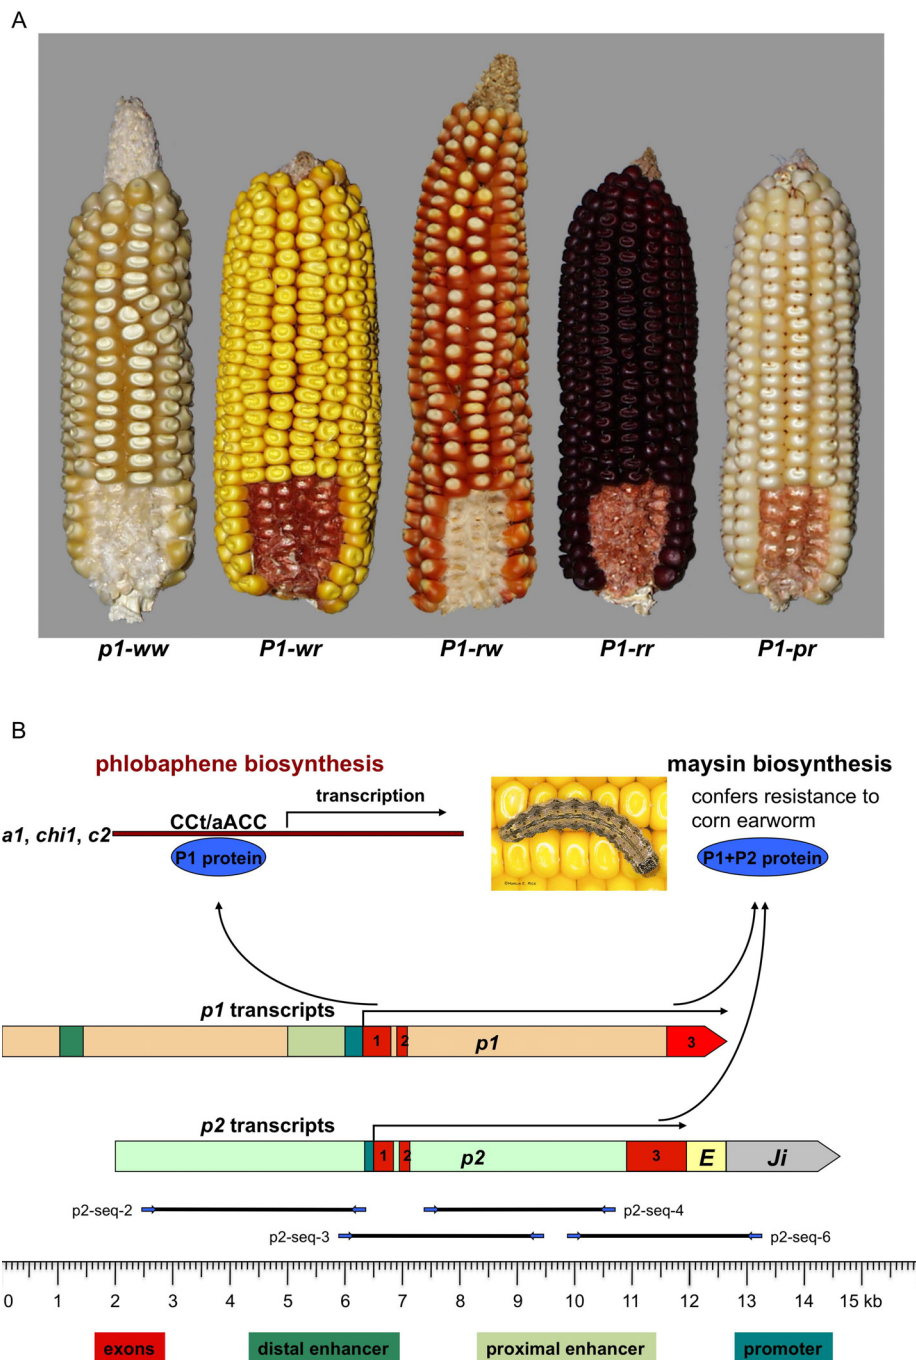 A
p1-ww P1-wr P1-rw P1-rr P1-pr
B
phlobaphene biosynthesis
transcription
CCt/aACC
a1, chi1, c2
P1 protein
maysin biosynthesis
confers resistance to
corn earworm
P1+P2 protein
p1 transcripts
1 2 p1 3
p2 transcripts
1 2 p2 3 E Ji
p2-seq-2
p2-seq-4
p2-seq-3
p2-seq-6
0 1 2 3 4 5 6 7 8 9 10 11 12 13 14 15 kb
exons distal enhancer proximal enhancer promoter